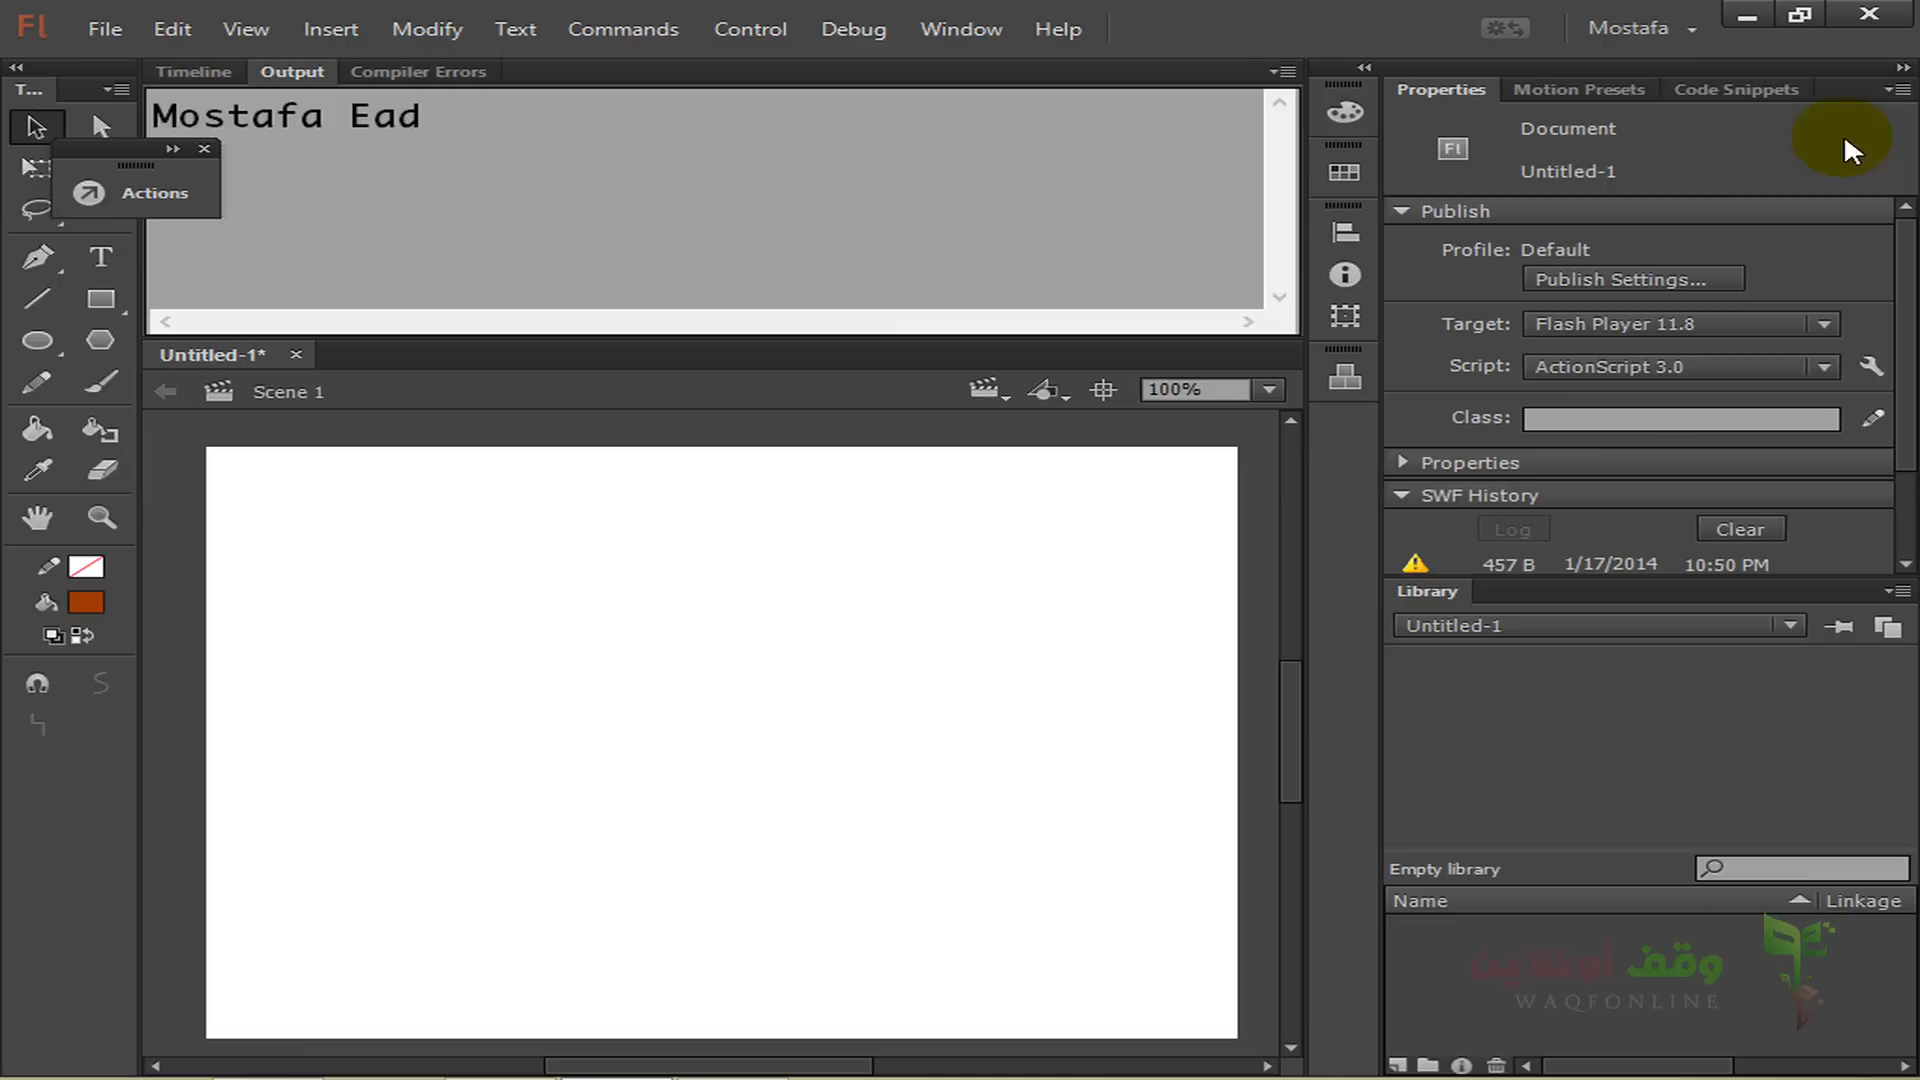 Fl File Edit View Insert Modify Text Commands Control Debug Window Help Mostafa
T...
Timeline Output Compiler Errors
Mostafa Ead
Actions
Untitled-1*
Scene 1
100%
Properties Motion Presets Code Snippets
Fl
Document
Untitled-1
Publish
Profile: Default
Publish Settings...
Target: Flash Player 11.8
Script: ActionScript 3.0
Class:
Properties
SWF History
Log Clear
457 B 1/17/2014 10:50 PM
Library
Untitled-1
Empty library
Name Linkage
وقف أونلاين
WAQFONLINE